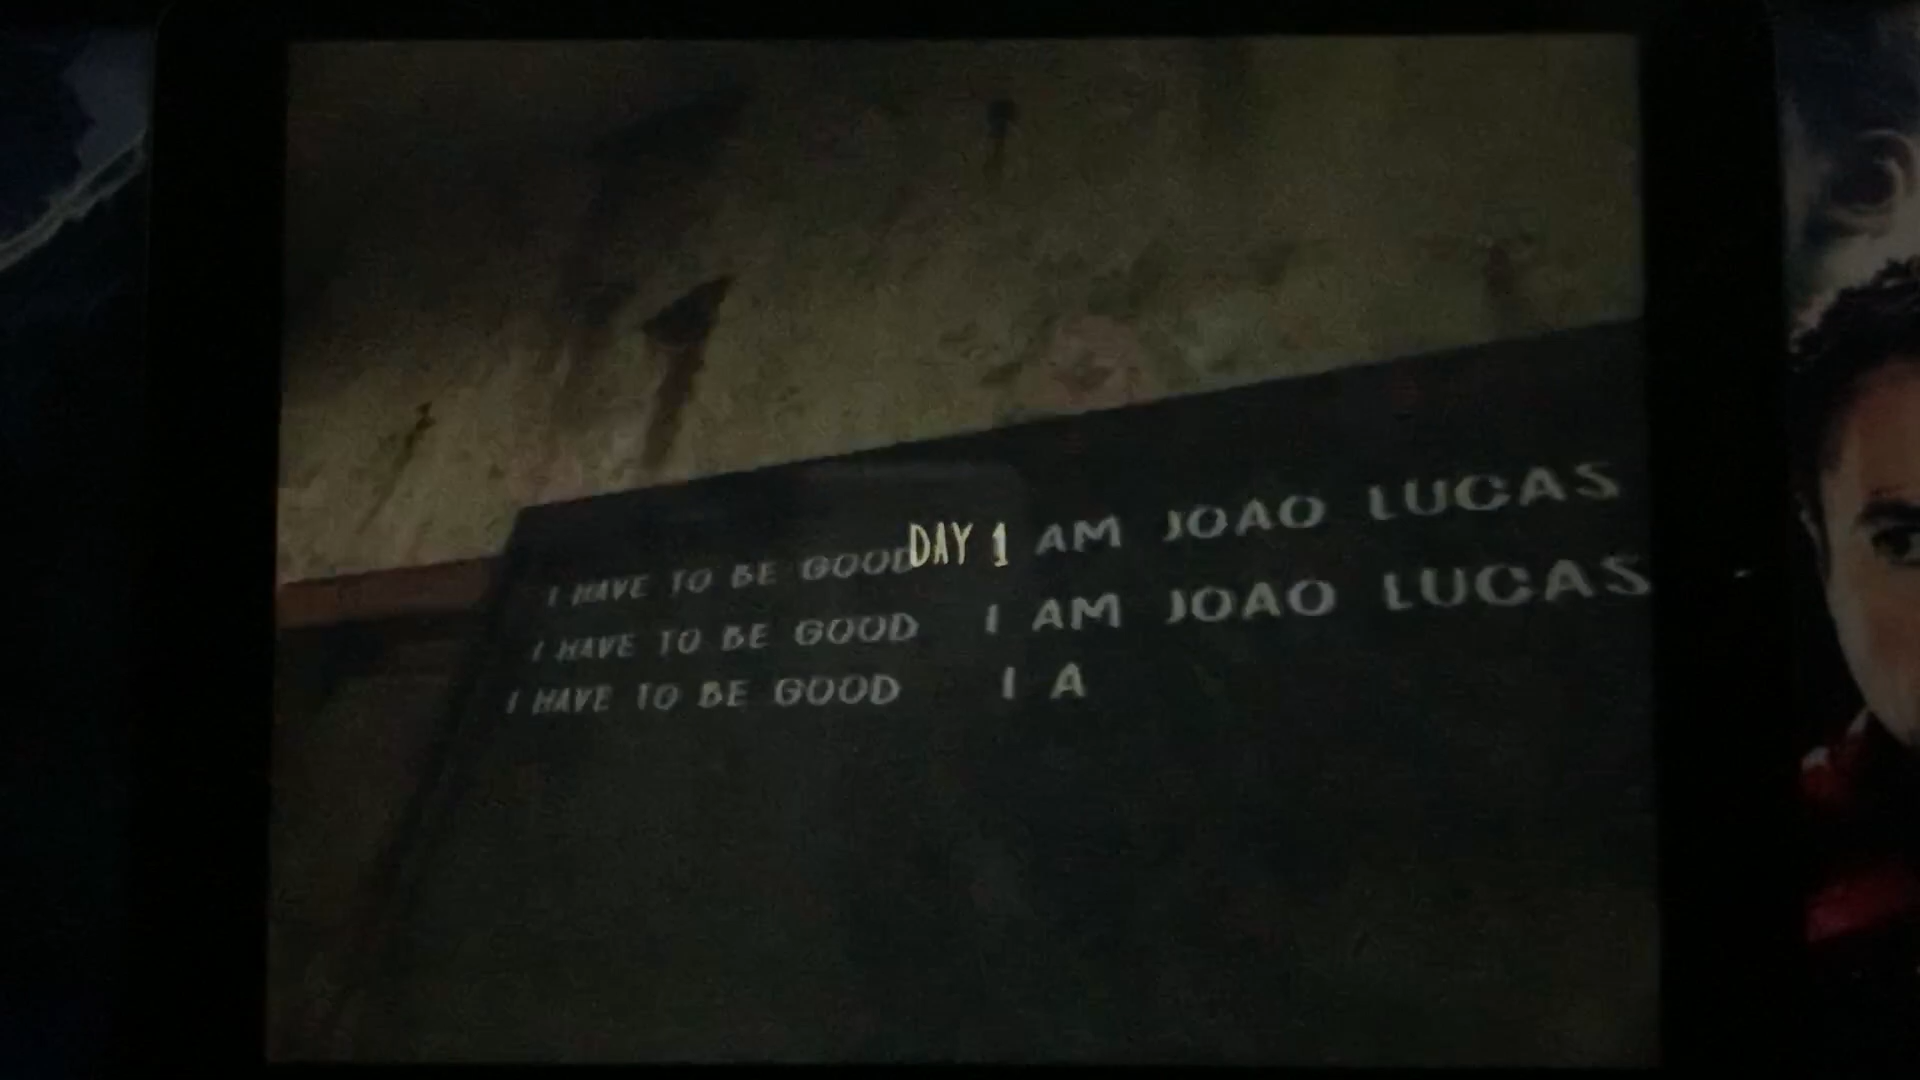 I HAVE TO BE GOOD AM JOAO LUCAS
DAY 1
I HAVE TO BE GOOD I AM JOAO LUCAS
I HAVE TO BE GOOD I A